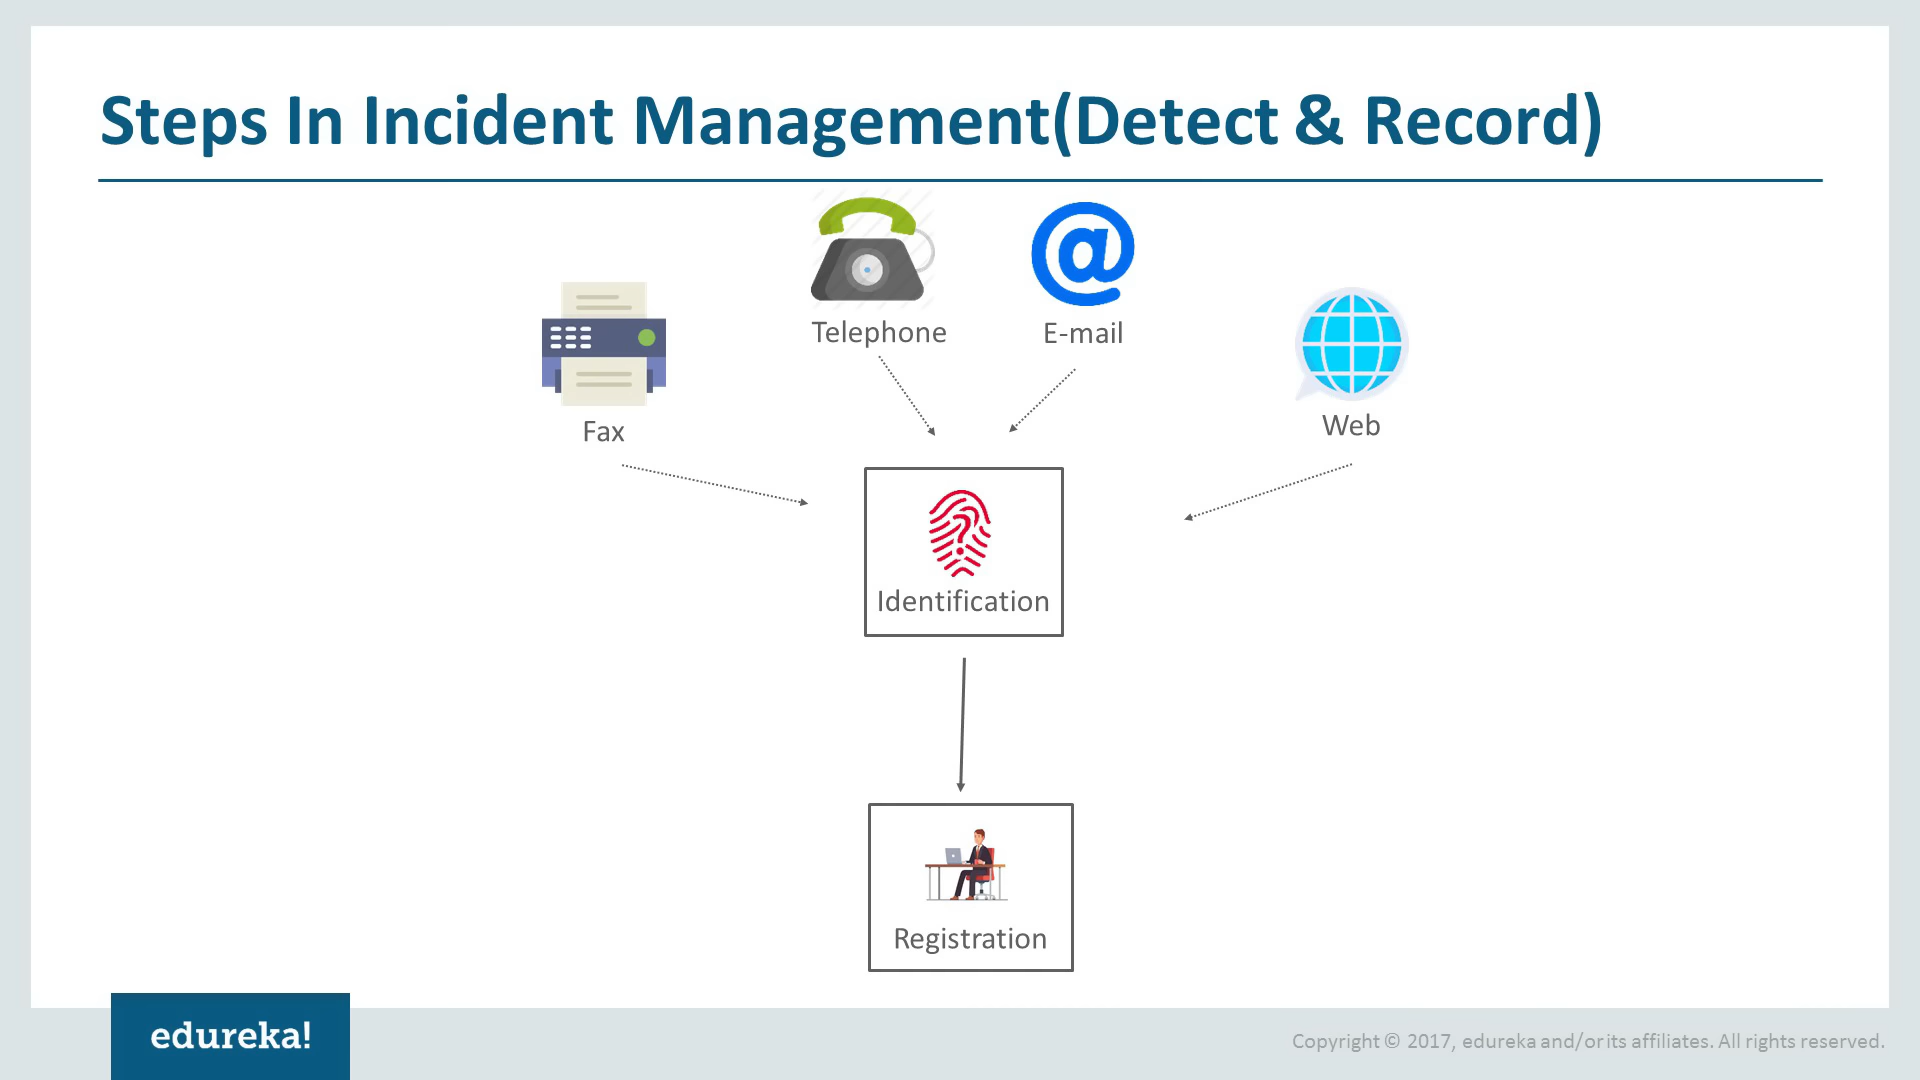 Steps In Incident Management(Detect & Record)
Telephone
E-mail
Fax
Web
Identification
Registration
edureka!
Copyright © 2017, edureka and/or its affiliates. All rights reserved.